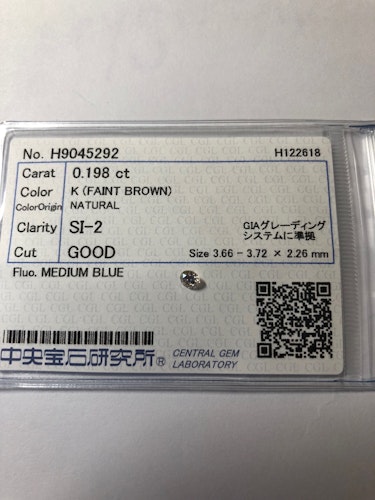 No. H9045292 H122618
Carat 0.198 ct
Color K (FAINT BROWN)
ColorOrigin NATURAL
Clarity SI-2 GIAグレーディング
システムに準拠
Cut GOOD Size 3.66 - 3.72 × 2.26 mm
Fluo. MEDIUM BLUE
中央宝石研究所® CENTRAL GEM
LABORATORY